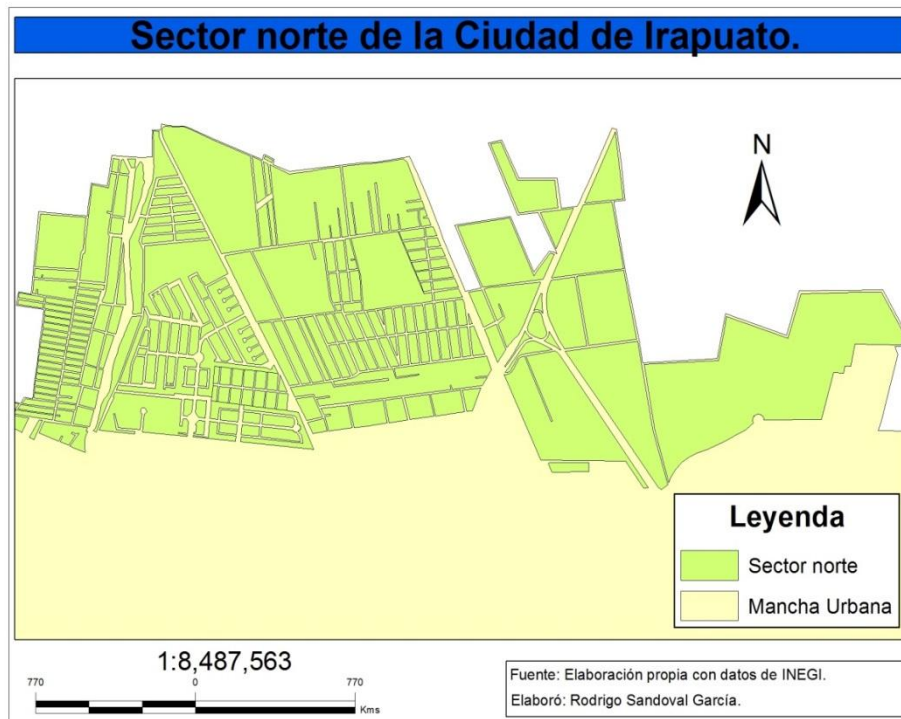 Sector norte de la Ciudad de Irapuato.
N
Leyenda
Sector norte
Mancha Urbana
1:8,487,563
770 0 770
Kms
Fuente: Elaboración propia con datos de INEGI.
Elaboró: Rodrigo Sandoval García.